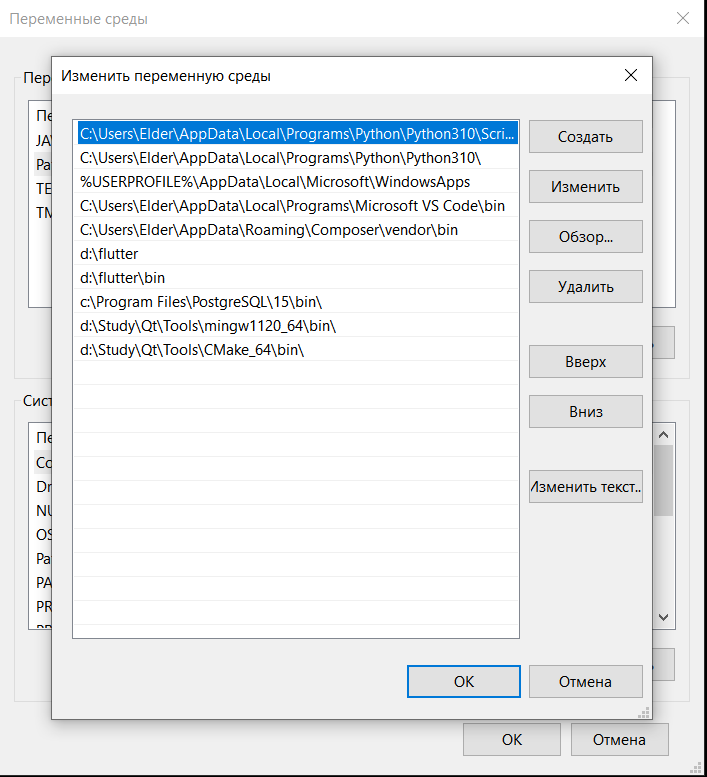 Переменные среды
Изменить переменную среды
C:\Users\Elder\AppData\Local\Programs\Python\Python310\Scri...
C:\Users\Elder\AppData\Local\Programs\Python\Python310\
%USERPROFILE%\AppData\Local\Microsoft\WindowsApps
C:\Users\Elder\AppData\Local\Programs\Microsoft VS Code\bin
C:\Users\Elder\AppData\Roaming\Composer\vendor\bin
d:\flutter
d:\flutter\bin
c:\Program Files\PostgreSQL\15\bin\
d:\Study\Qt\Tools\mingw1120_64\bin\
d:\Study\Qt\Tools\CMake_64\bin\
Создать
Изменить
Обзор...
Удалить
Вверх
Вниз
Изменить текст..
ОК
Отмена
Пер
Пе
JA
Pa
TE
TM
Сист
Пе
Co
Dr
NU
OS
Pa
PA
PR
ОК
Отмена